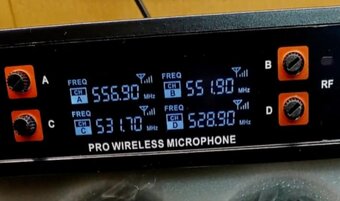 A
FREQ
CH A 556.90 MHz
FREQ
CH B 551.90 MHz
B
C
FREQ
CH C 531.70 MHz
FREQ
CH D 528.90 MHz
D
RF
PRO WIRELESS MICROPHONE